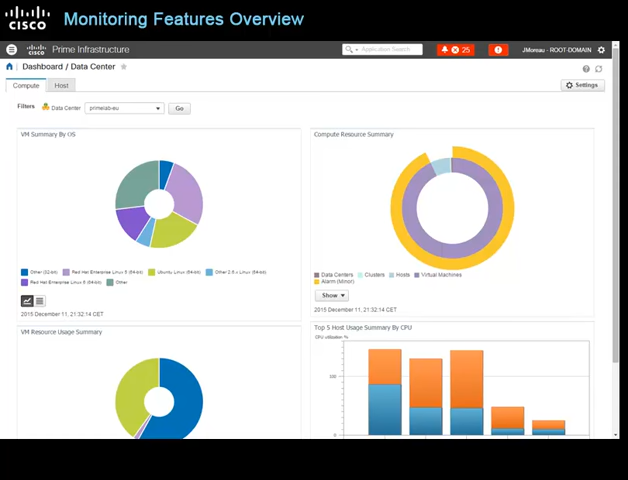 CISCO
Monitoring Features Overview
CISCO
Prime Infrastructure
Application Search
25
JMoreau - ROOT-DOMAIN
Dashboard / Data Center
Compute
Host
Settings
Filters
Data Center
primelab-eu
Go
VM Summary By OS
Other (32-bit)
Red Hat Enterprise Linux 5 (64-bit)
Ubuntu Linux (64-bit)
Other 2.6.x Linux (64-bit)
Red Hat Enterprise Linux 6 (64-bit)
Other
2015 December 11, 21:32:14 CET
Compute Resource Summary
Data Centers
Clusters
Hosts
Virtual Machines
Alarm (Minor)
Show
2015 December 11, 21:32:14 CET
VM Resource Usage Summary
Top 5 Host Usage Summary By CPU
CPU utilization %